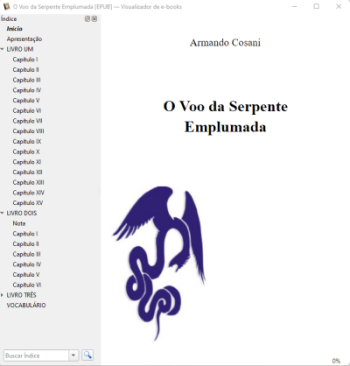 O Voo da Serpente Emplumada [EPUB] — Visualizador de e-books
Índice
Início
Apresentação
LIVRO UM
Capítulo I
Capítulo II
Capítulo III
Capítulo IV
Capítulo V
Capítulo VI
Capítulo VII
Capítulo VIII
Capítulo IX
Capítulo X
Capítulo XI
Capítulo XII
Capítulo XIII
Capítulo XIV
Capítulo XV
LIVRO DOIS
Nota
Capítulo I
Capítulo II
Capítulo III
Capítulo IV
Capítulo V
Capítulo VI
LIVRO TRÊS
VOCABULÁRIO
Buscar índice
Armando Cosani
O Voo da Serpente
Emplumada
0%